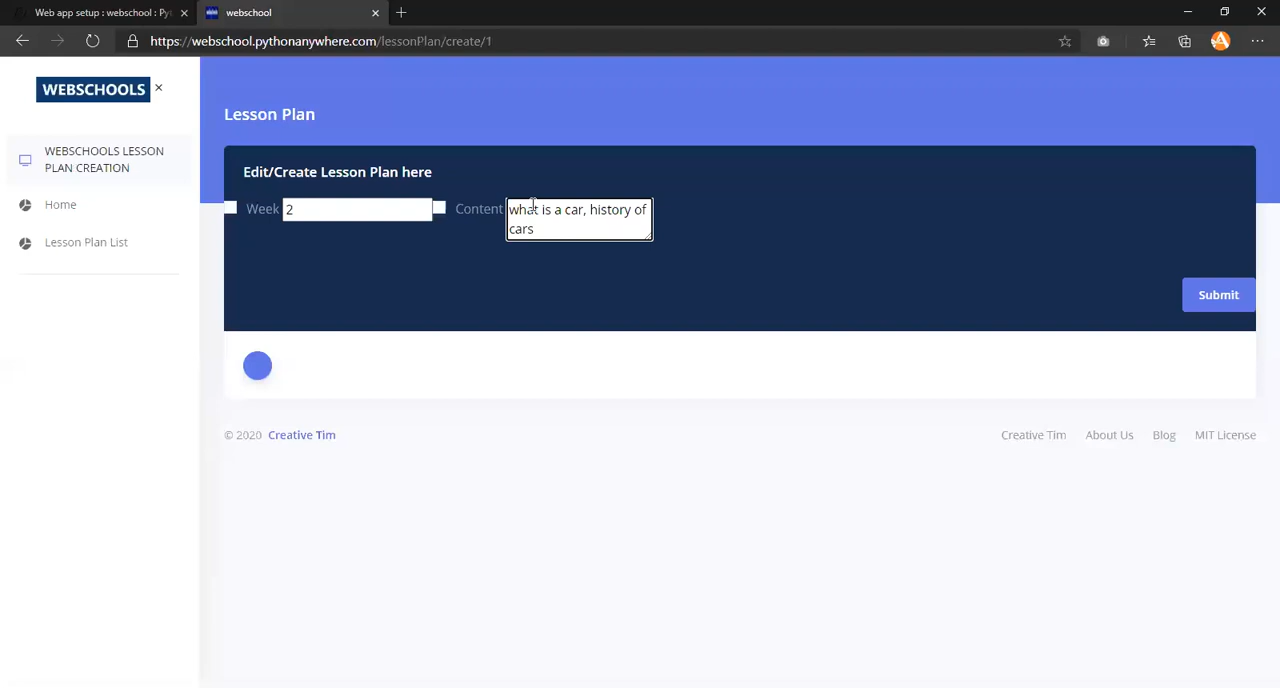 Web app setup : webschool : Py
webschool
https://webschool.pythonanywhere.com/lessonPlan/create/1
WEBSCHOOLS
WEBSCHOOLS LESSON
PLAN CREATION
Home
Lesson Plan List
Lesson Plan
Edit/Create Lesson Plan here
Week 2
Content what is a car, history of
cars
Submit
© 2020 Creative Tim
Creative Tim About Us Blog MIT License